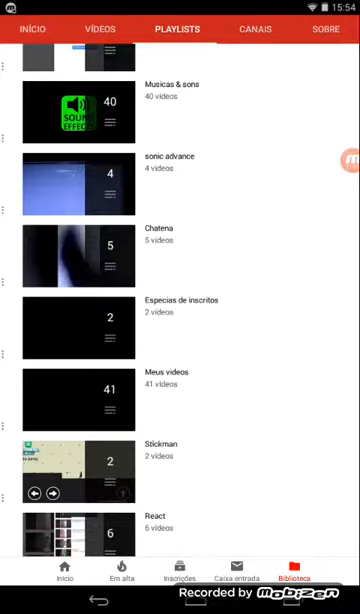 15:54
INÍCIO VÍDEOS PLAYLISTS CANAIS SOBRE
Musicas & sons
40 vídeos
40
SOUND
EFFECT
sonic advance
4 vídeos
4
Chatena
5 vídeos
5
Especias de inscritos
2 vídeos
2
Meus videos
41 vídeos
41
Stickman
2 vídeos
2
React
6 vídeos
6
Início Em alta Inscrições Caixa entrada Biblioteca
Recorded by Mobizen